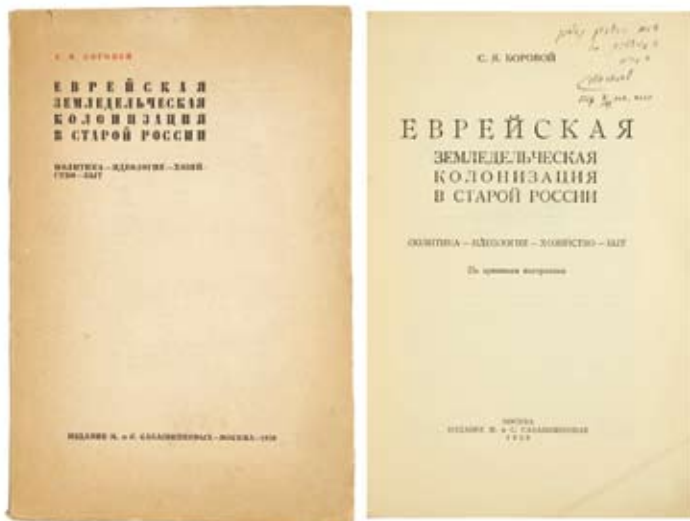 С. Я. БОРОВОЙ
ЕВРЕЙСКАЯ
ЗЕМЛЕДЕЛЬЧЕСКАЯ
КОЛОНИЗАЦИЯ
В СТАРОЙ РОССИИ
ПОЛИТИКА — ИДЕОЛОГИЯ — ХОЗЯЙ-
СТВО — БЫТ
ИЗДАНИЕ М. и С. САБАШНИКОВЫХ — МОСКВА — 1928
С. Я. БОРОВОЙ
ЕВРЕЙСКАЯ
ЗЕМЛЕДЕЛЬЧЕСКАЯ
КОЛОНИЗАЦИЯ
В СТАРОЙ РОССИИ
ПОЛИТИКА — ИДЕОЛОГИЯ — ХОЗЯЙСТВО — БЫТ
По архивным материалам
МОСКВА
ИЗДАНИЕ М. и С. САБАШНИКОВЫХ
1928